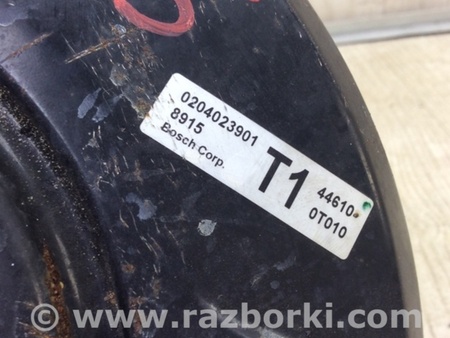 0204023901
8915
Bosch Corp.
T1
44610-
0T010
www.razborki.com